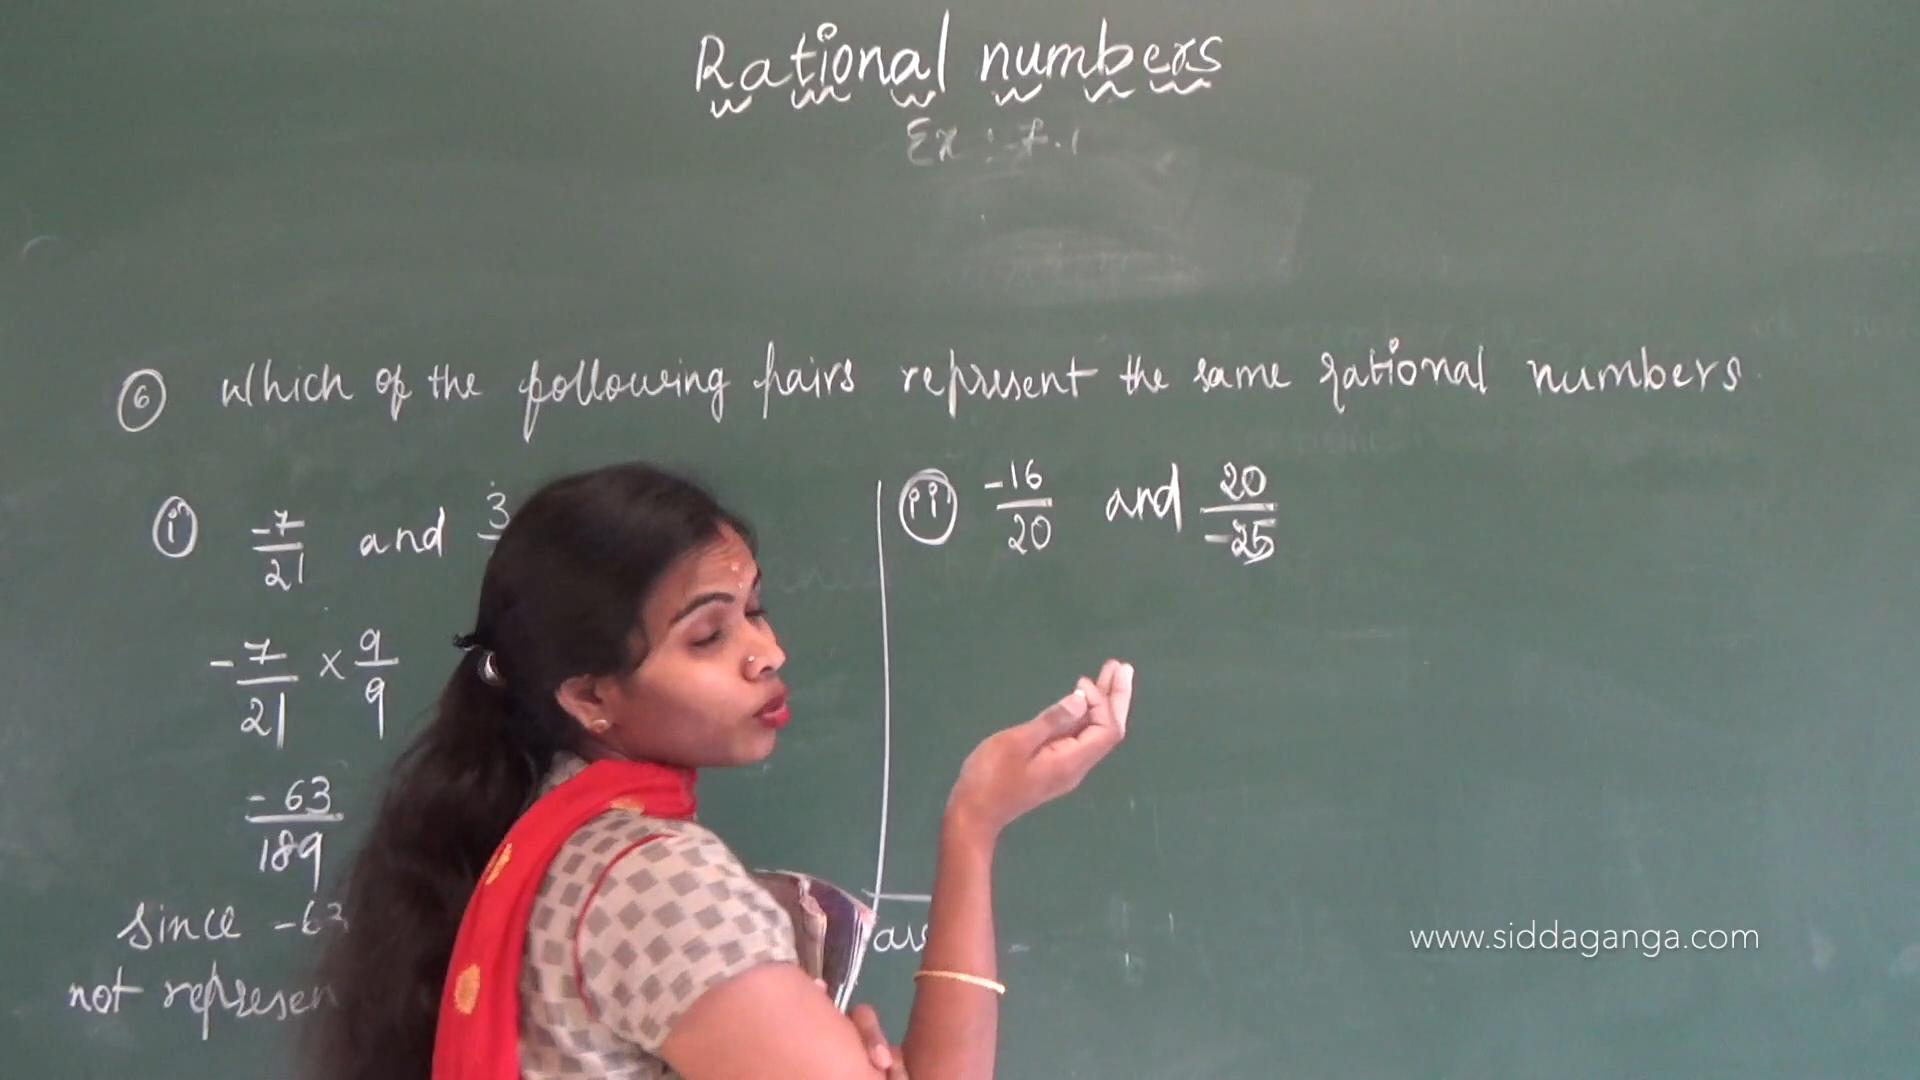 Rational numbers
Ex :- 7.1
6 Which of the following pairs represent the same rational numbers
i -7/21 and 3
ii -16/20 and 20/-25
-7/21 × 9/9
-63/189
since -63
not represen
www.siddaganga.com